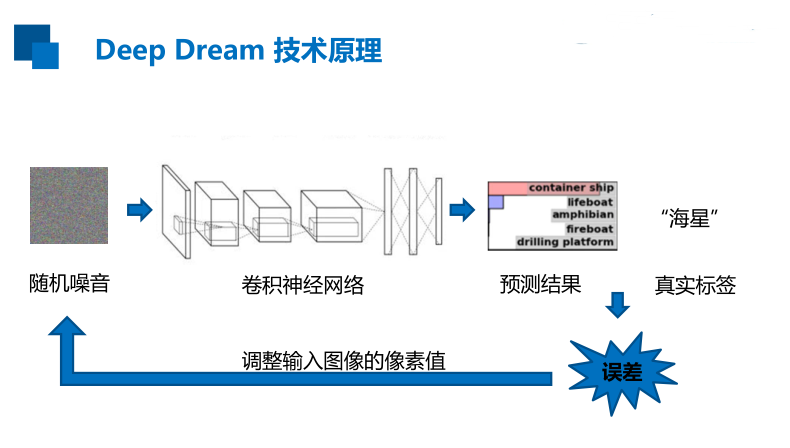 Deep Dream 技术原理
container ship
lifeboat
amphibian
fireboat
drilling platform
“海星”
随机噪音
卷积神经网络
预测结果
真实标签
调整输入图像的像素值
误差